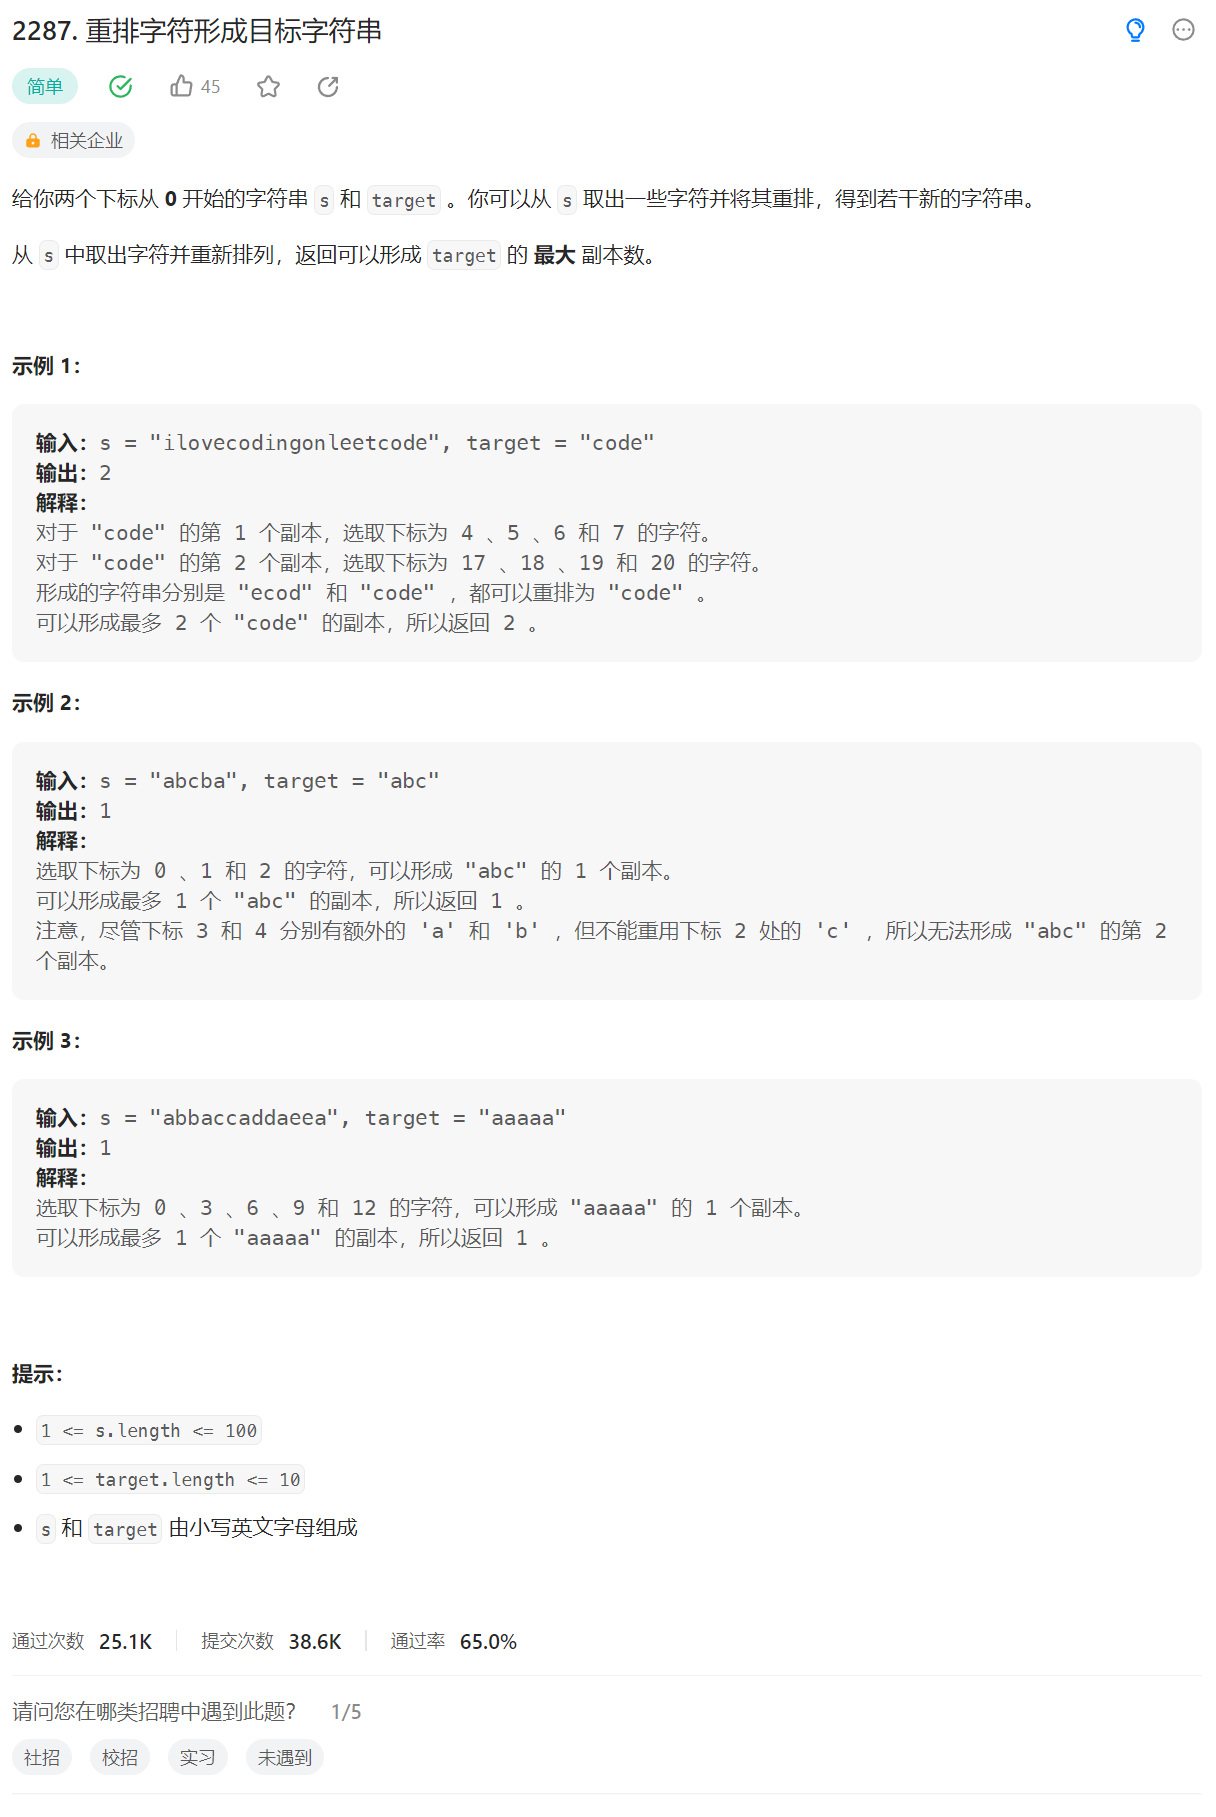 2287. 重排字符形成目标字符串
简单
45
相关企业
给你两个下标从 0 开始的字符串 s 和 target 。你可以从 s 取出一些字符并将其重排，得到若干新的字符串。
从 s 中取出字符并重新排列，返回可以形成 target 的 最大 副本数。
示例 1：
输入：s = "ilovecodingonleetcode", target = "code"
输出：2
解释：
对于 "code" 的第 1 个副本，选取下标为 4 、5 、6 和 7 的字符。
对于 "code" 的第 2 个副本，选取下标为 17 、18 、19 和 20 的字符。
形成的字符串分别是 "ecod" 和 "code" ，都可以重排为 "code" 。
可以形成最多 2 个 "code" 的副本，所以返回 2 。
示例 2：
输入：s = "abcba", target = "abc"
输出：1
解释：
选取下标为 0 、1 和 2 的字符，可以形成 "abc" 的 1 个副本。
可以形成最多 1 个 "abc" 的副本，所以返回 1 。
注意，尽管下标 3 和 4 分别有额外的 'a' 和 'b' ，但不能重用下标 2 处的 'c' ，所以无法形成 "abc" 的第 2
个副本。
示例 3：
输入：s = "abbaccaddaeea", target = "aaaaa"
输出：1
解释：
选取下标为 0 、3 、6 、9 和 12 的字符，可以形成 "aaaaa" 的 1 个副本。
可以形成最多 1 个 "aaaaa" 的副本，所以返回 1 。
提示：
1 <= s.length <= 100
1 <= target.length <= 10
s 和 target 由小写英文字母组成
通过次数 25.1K 提交次数 38.6K 通过率 65.0%
请问您在哪类招聘中遇到此题？ 1/5
社招 校招 实习 未遇到